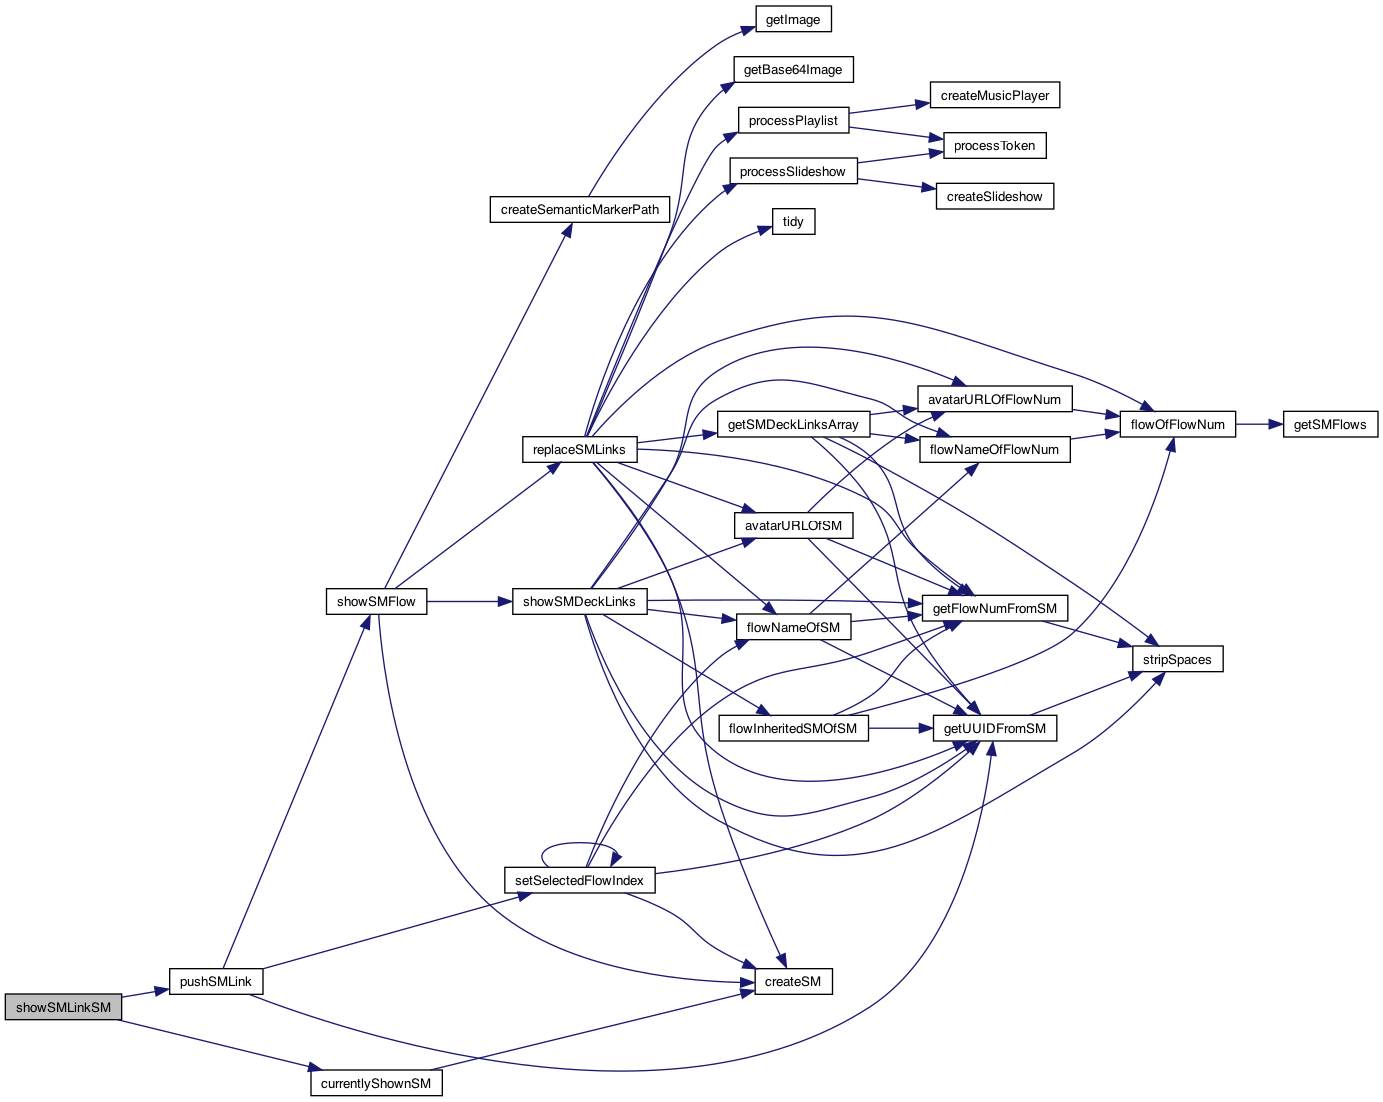 getImage
getBase64Image
createMusicPlayer
processPlaylist
processToken
processSlideshow
createSlideshow
createSemanticMarkerPath
tidy
avatarURLOfFlowNum
getSMDeckLinksArray
flowOfFlowNum
getSMFlows
replaceSMLinks
flowNameOfFlowNum
avatarURLOfSM
showSMFlow
showSMDeckLinks
getFlowNumFromSM
flowNameOfSM
stripSpaces
flowInheritedSMOfSM
getUUIDFromSM
setSelectedFlowIndex
pushSMLink
createSM
showSMLinkSM
currentlyShownSM